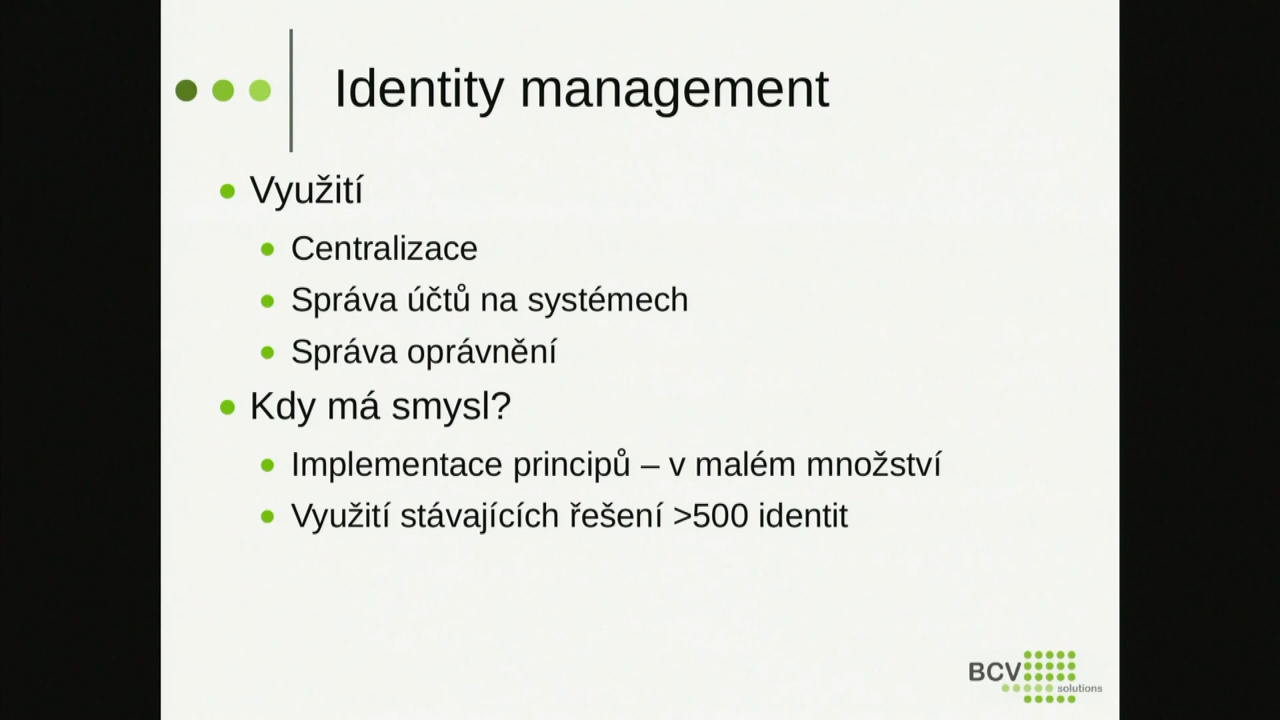 Identity management
Využití
Centralizace
Správa účtů na systémech
Správa oprávnění
Kdy má smysl?
Implementace principů – v malém množství
Využití stávajících řešení >500 identit
BCV
solutions